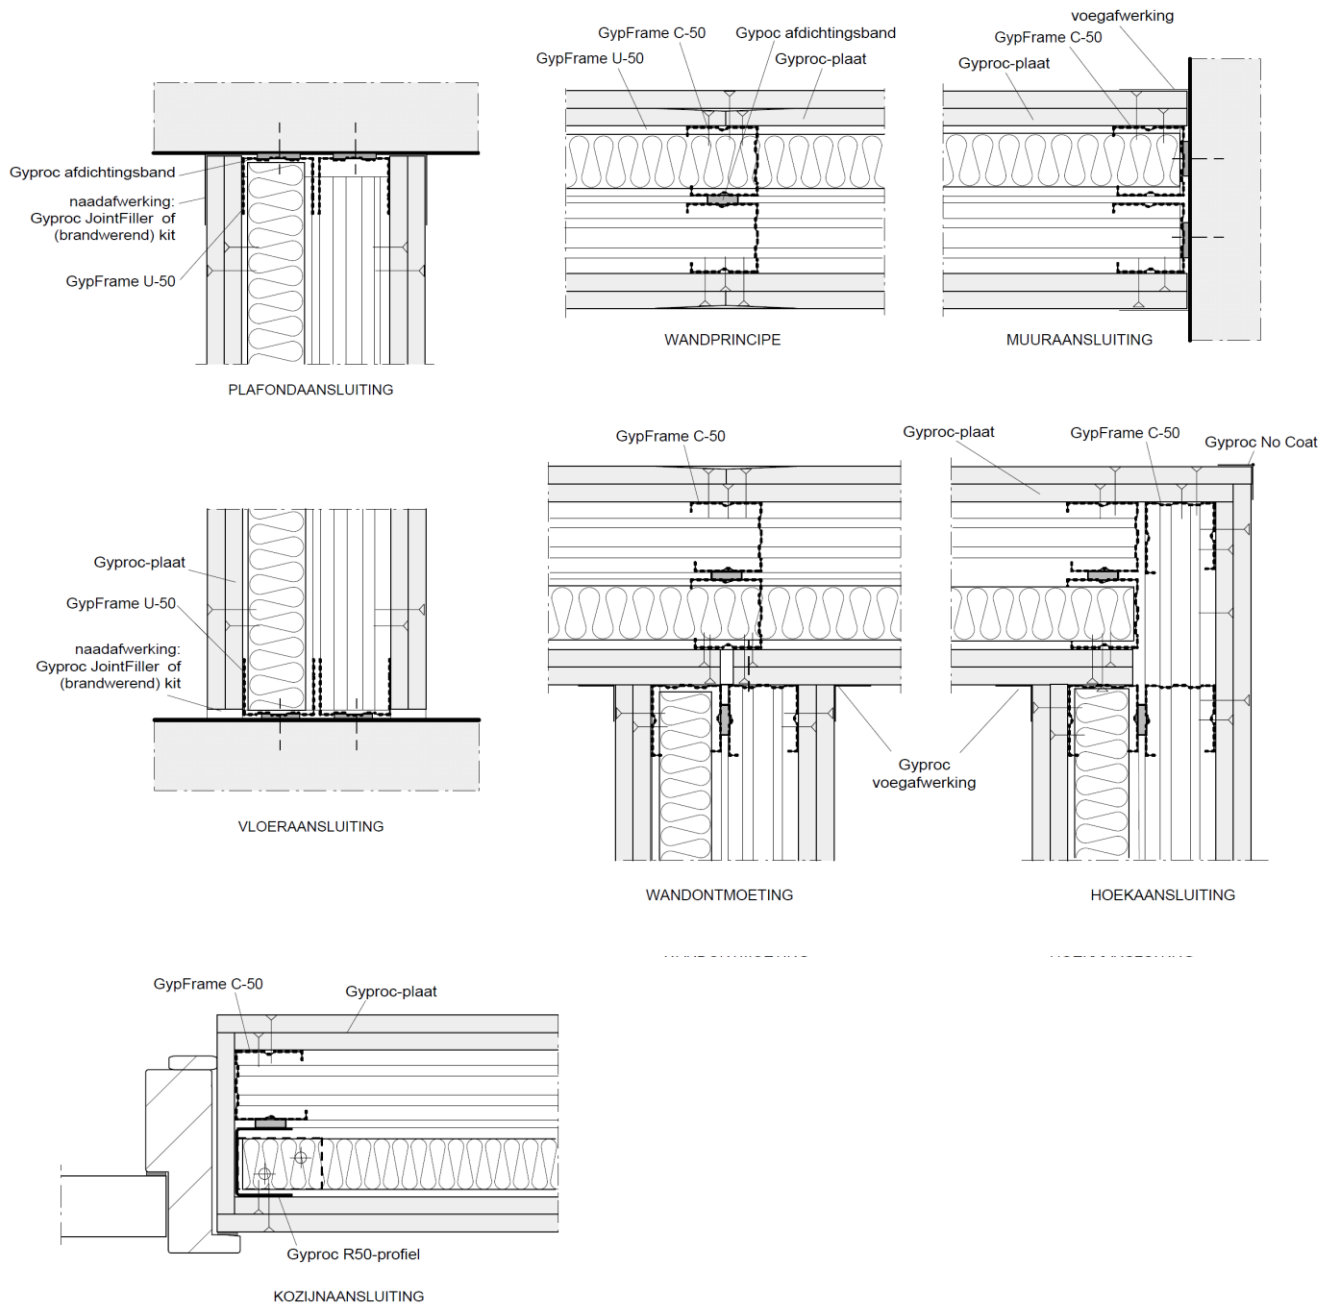 GypFrame C-50
Gypoc afdichtingsband
GypFrame U-50
Gyproc-plaat
WANDPRINCIPE
voegafwerking
GypFrame C-50
Gyproc-plaat
MUURAANSLUITING
Gyproc afdichtingsband
naadafwerking:
Gyproc JointFiller of
(brandwerend) kit
GypFrame U-50
PLAFONDAANSLUITING
Gyproc-plaat
GypFrame U-50
naadafwerking:
Gyproc JointFiller of
(brandwerend) kit
VLOERAANSLUITING
GypFrame C-50
Gyproc
voegafwerking
WANDONTMOETING
Gyproc-plaat
GypFrame C-50
Gyproc No Coat
HOEKAANSLUITING
GypFrame C-50
Gyproc-plaat
Gyproc R50-profiel
KOZIJNAANSLUITING